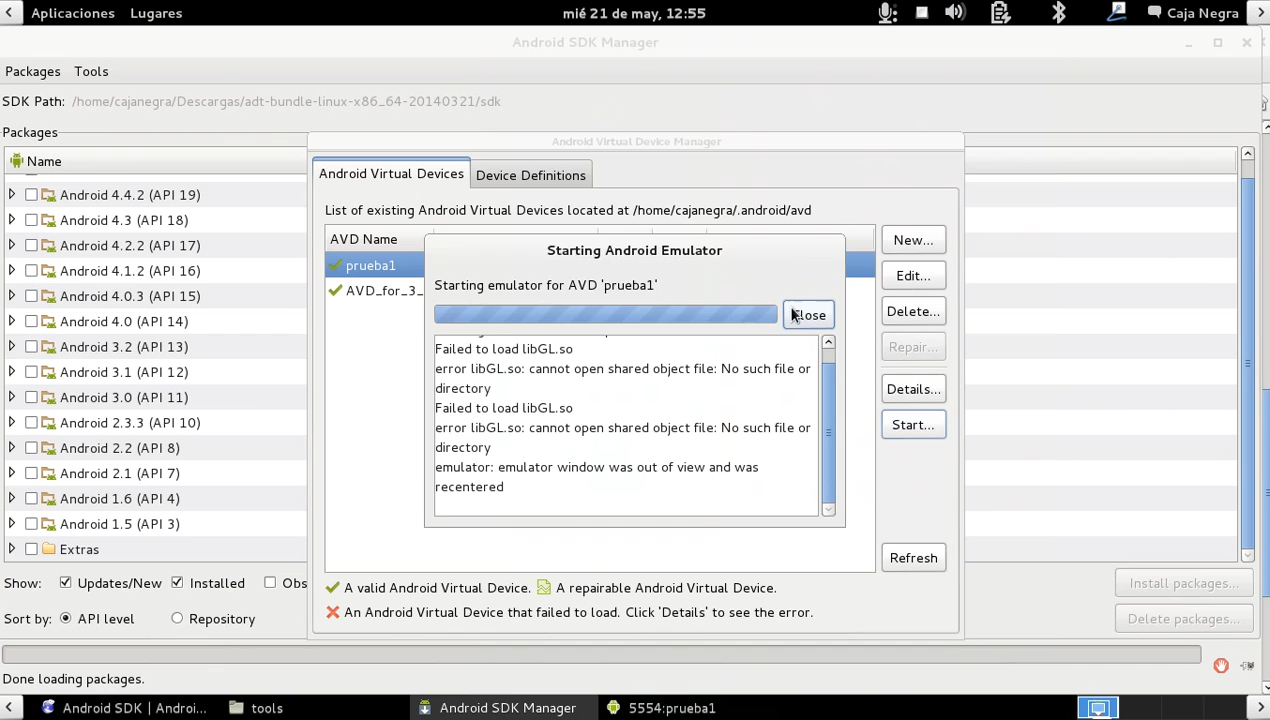 Aplicaciones Lugares mié 21 de may, 12:55 Caja Negra
Android SDK Manager
Packages Tools
SDK Path: /home/cajanegra/Descargas/adt-bundle-linux-x86_64-20140321/sdk
Packages
Name
Android 4.4.2 (API 19)
Android 4.3 (API 18)
Android 4.2.2 (API 17)
Android 4.1.2 (API 16)
Android 4.0.3 (API 15)
Android 4.0 (API 14)
Android 3.2 (API 13)
Android 3.1 (API 12)
Android 3.0 (API 11)
Android 2.3.3 (API 10)
Android 2.2 (API 8)
Android 2.1 (API 7)
Android 1.6 (API 4)
Android 1.5 (API 3)
Extras
Show: Updates/New Installed Obs
Sort by: API level Repository
Install packages...
Delete packages...
Done loading packages.
Android Virtual Device Manager
Android Virtual Devices Device Definitions
List of existing Android Virtual Devices located at /home/cajanegra/.android/avd
AVD Name
prueba1
AVD_for_3_
New...
Edit...
Delete...
Repair...
Details...
Start...
Refresh
A valid Android Virtual Device. A repairable Android Virtual Device.
An Android Virtual Device that failed to load. Click 'Details' to see the error.
Starting Android Emulator
Starting emulator for AVD 'prueba1'
Close
Failed to load libGL.so
error libGL.so: cannot open shared object file: No such file or
directory
Failed to load libGL.so
error libGL.so: cannot open shared object file: No such file or
directory
emulator: emulator window was out of view and was
recentered
Android SDK | Androi... tools Android SDK Manager 5554:prueba1